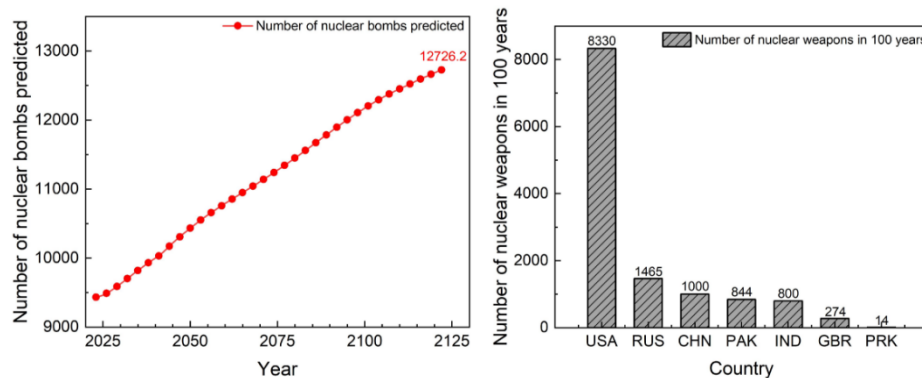 Number of nuclear bombs predicted
12726.2
13000
12000
11000
10000
9000
Number of nuclear bombs predicted
2025 2050 2075 2100 2125
Year
Number of nuclear weapons in 100 years
8330
1465
1000
844
800
274
14
8000
6000
4000
2000
0
Number of nuclear weapons in 100 years
USA RUS CHN PAK IND GBR PRK
Country